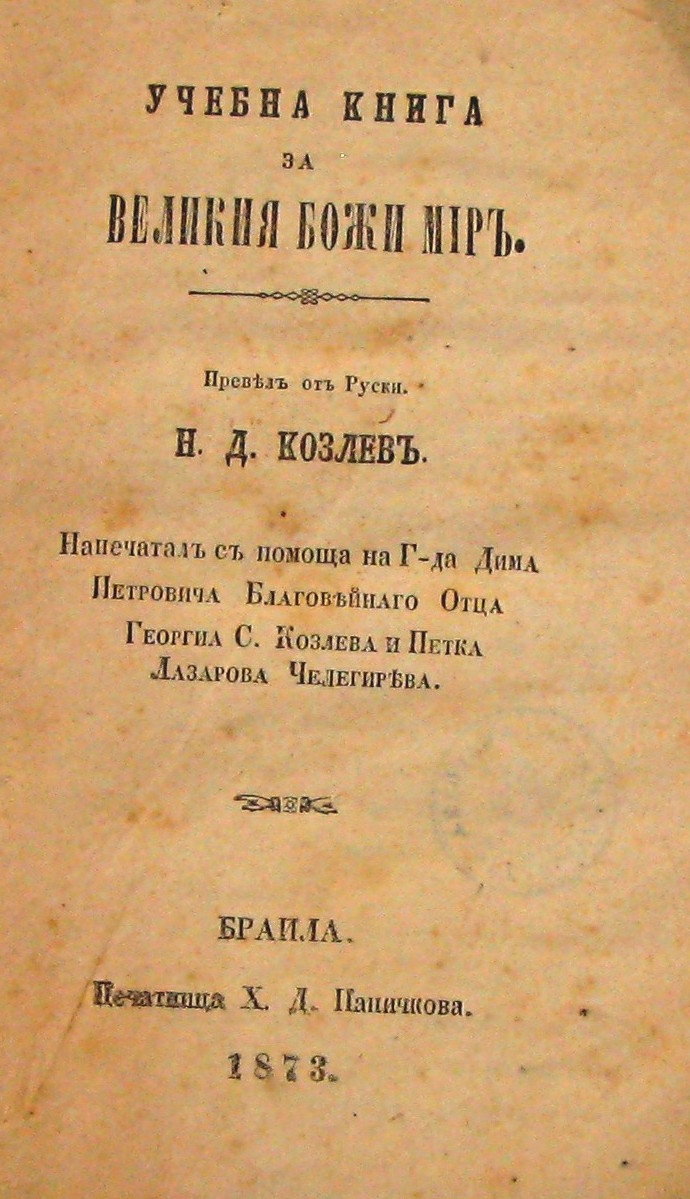 УЧЕБНА КНИГА
ЗА
ВЕЛИКИЯ БОЖИ МІРЪ.
Превѣлъ отъ Руски.
Н. Д. КОЗЛЕВЪ.
Напечаталъ съ помоща на Г-да Дима
Петровича Благовѣйнаго Отца
Георгиа С. Козлева и Петка
Лазарова Челегирѣва.
БРАИЛА.
Печатница Х. Д. Паничкова.
1873.